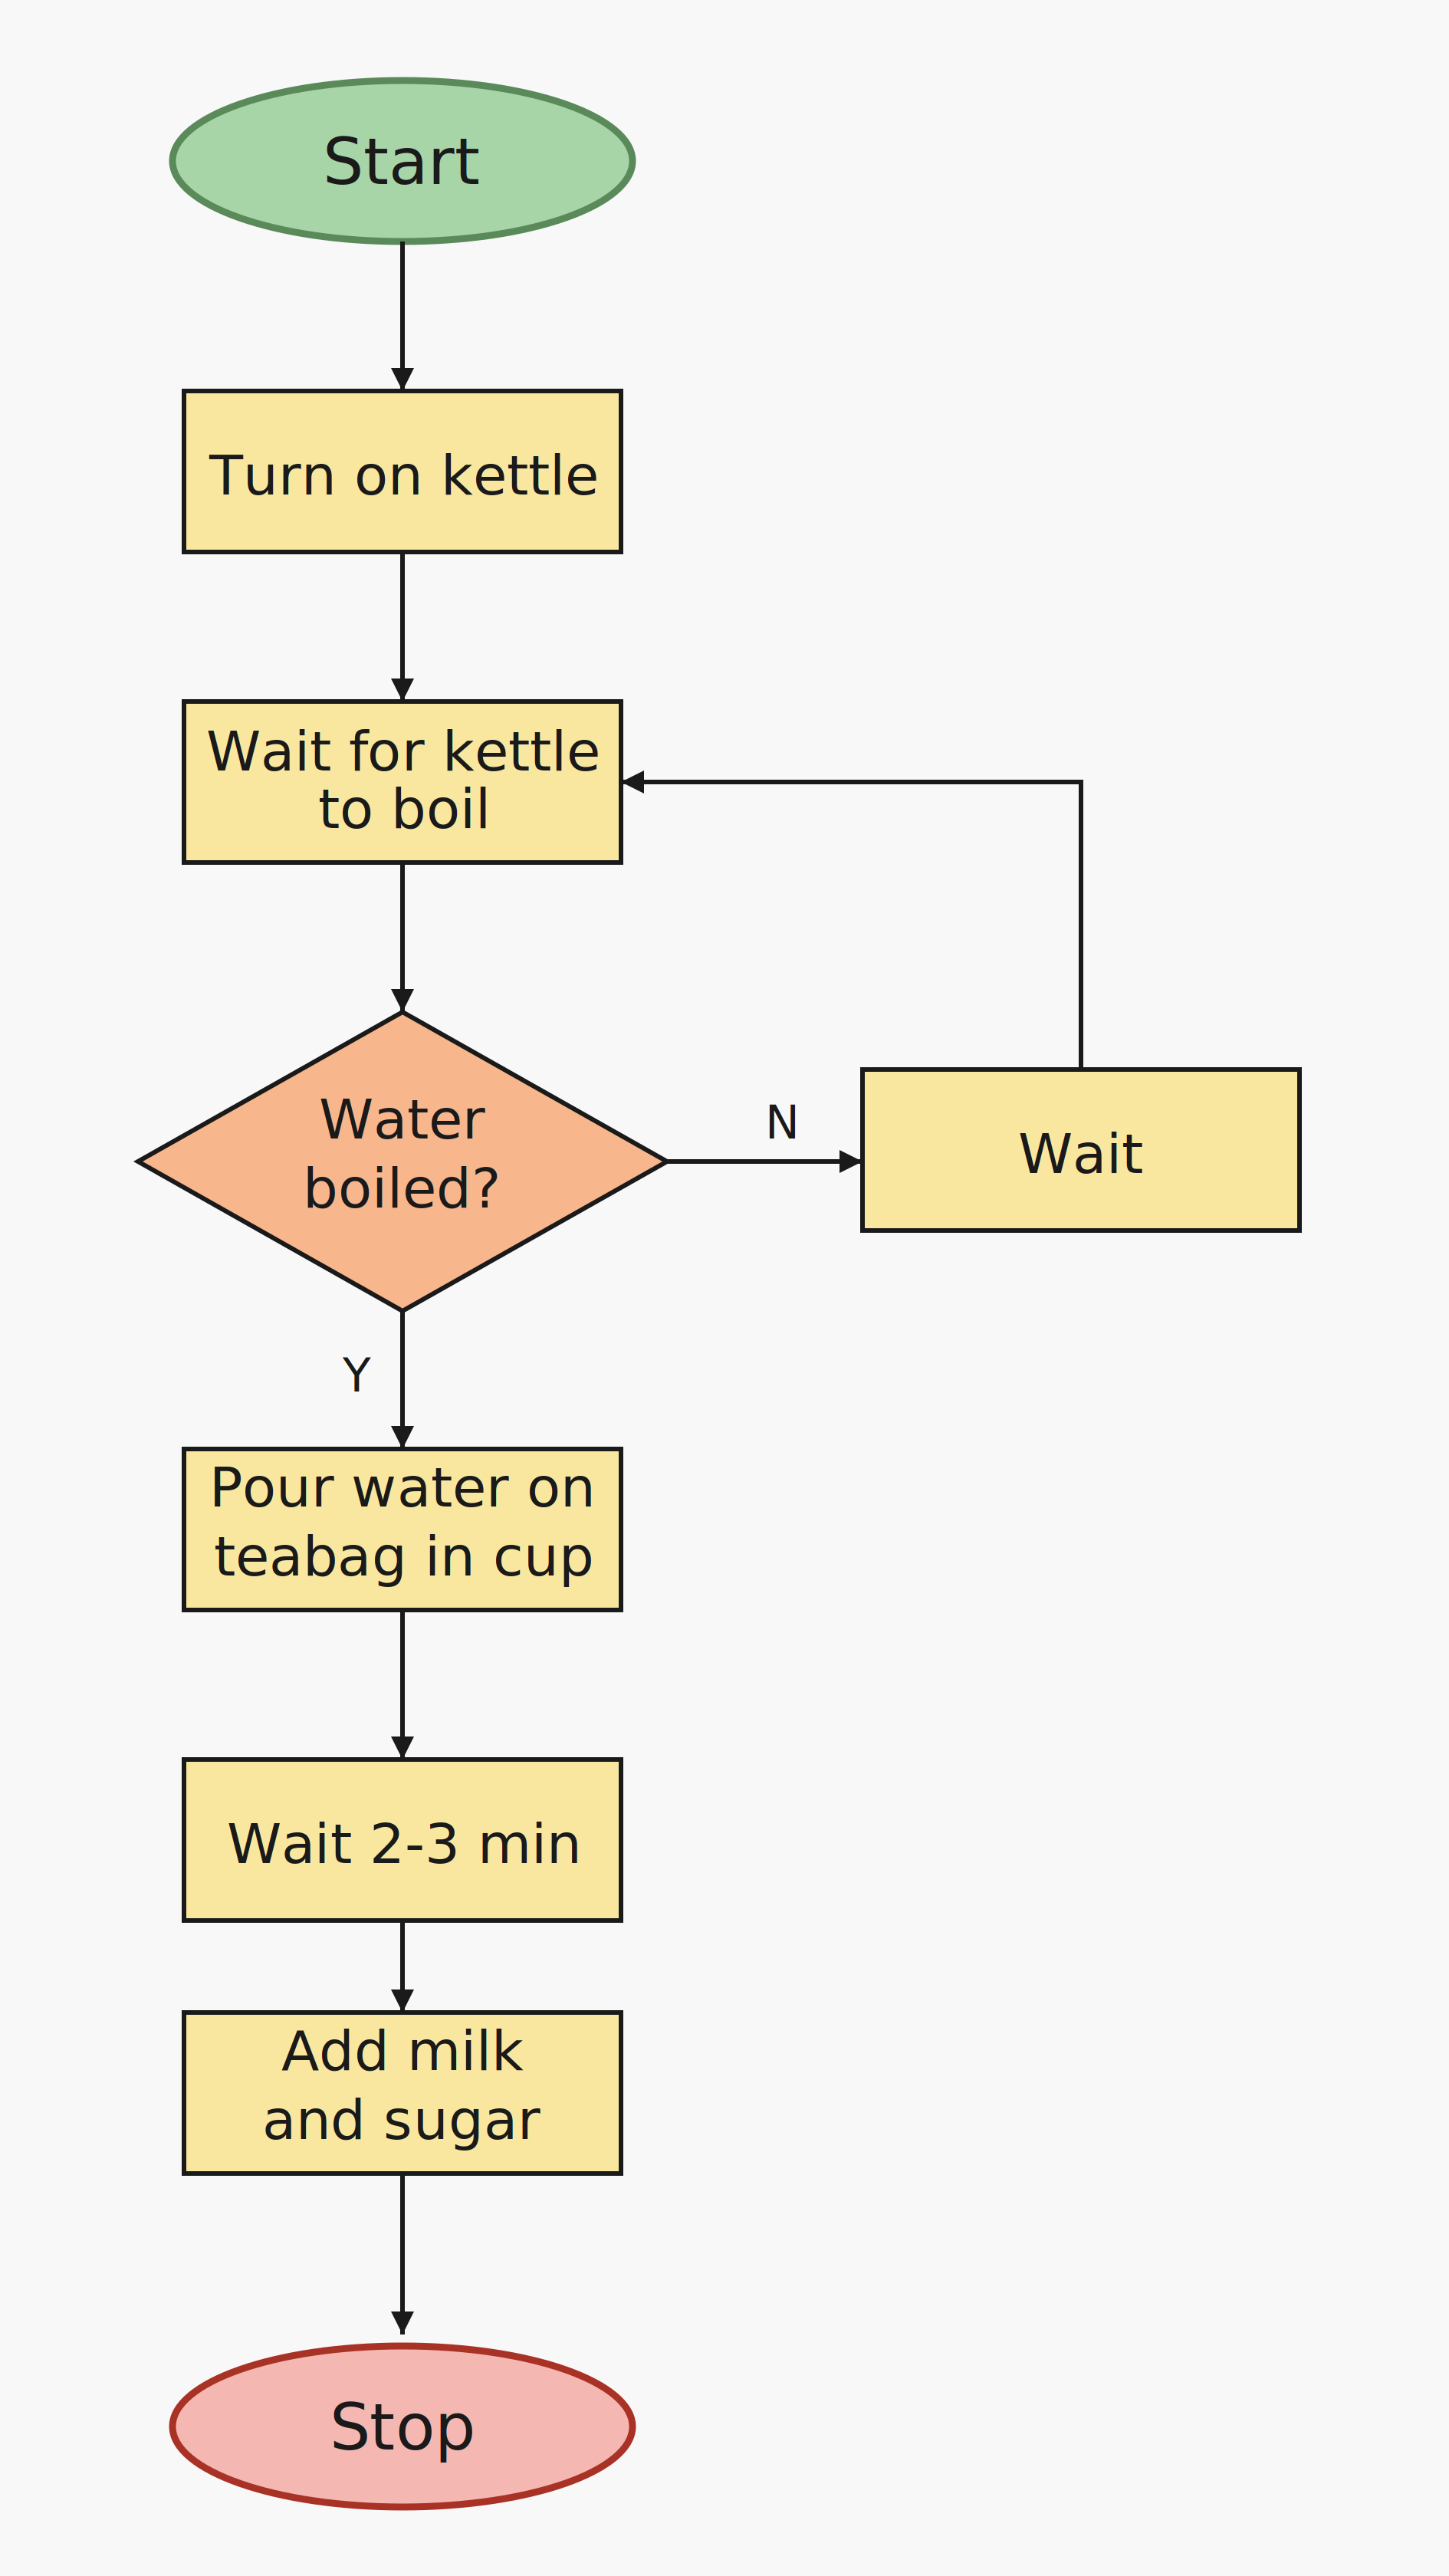 Start
Turn on kettle
Wait for kettle
to boil
Water
boiled?
N
Wait
Y
Pour water on
teabag in cup
Wait 2-3 min
Add milk
and sugar
Stop